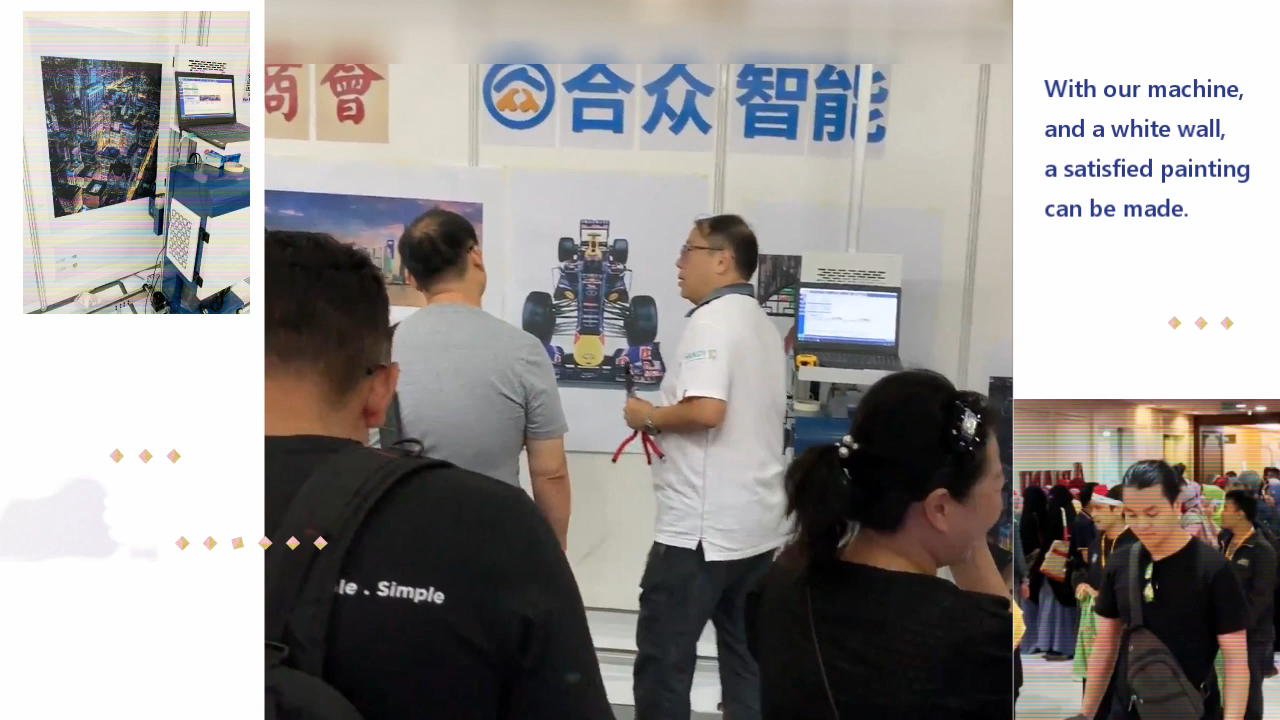 商會
合众 智能
With our machine,
and a white wall,
a satisfied painting
can be made.
le . Simple